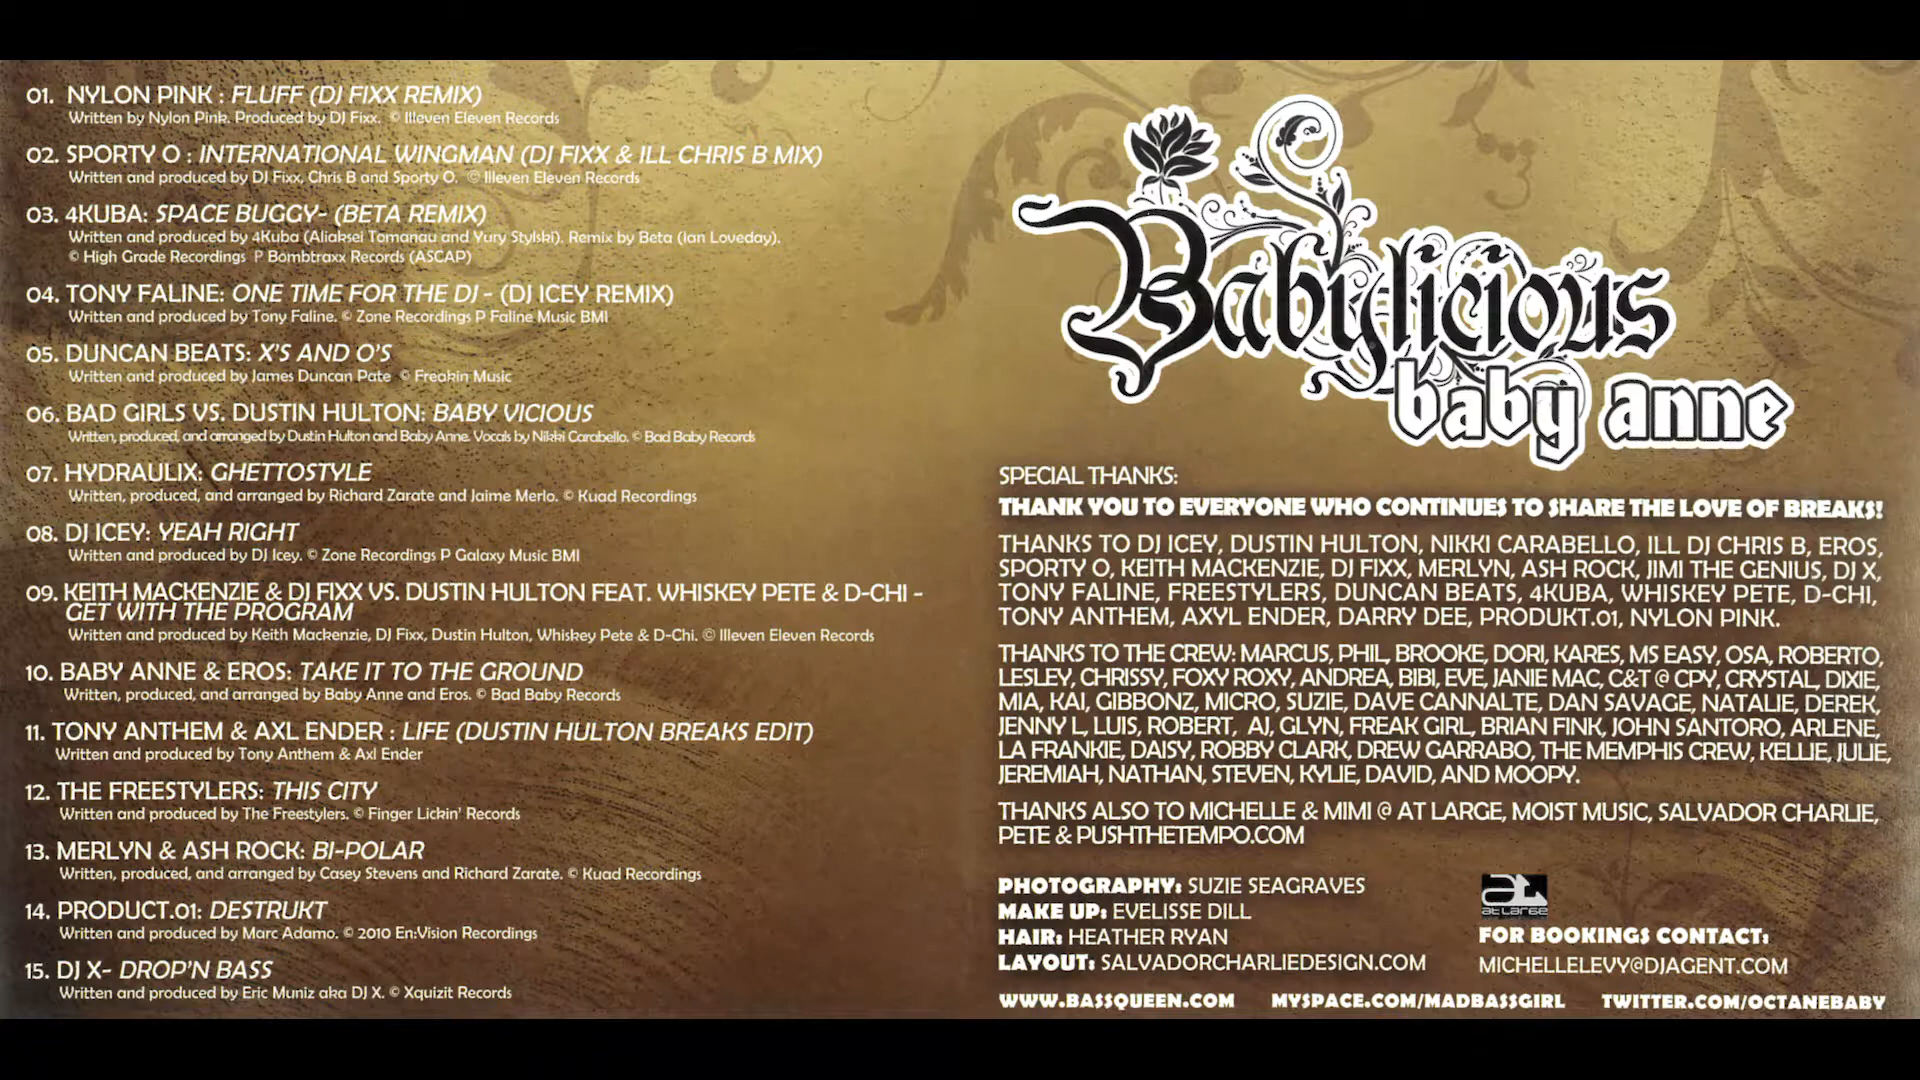 01. NYLON PINK : FLUFF (DJ FIXX REMIX)
Written by Nylon Pink. Produced by DJ Fixx. © Illeven Eleven Records
02. SPORTY O : INTERNATIONAL WINGMAN (DJ FIXX & ILL CHRIS B MIX)
Written and produced by DJ Fixx, Chris B and Sporty O. © Illeven Eleven Records
03. 4KUBA: SPACE BUGGY- (BETA REMIX)
Written and produced by 4Kuba (Aliaksei Tamanau and Yury Stylski). Remix by Beta (Ian Loveday).
© High Grade Recordings P Bombtraxx Records (ASCAP)
04. TONY FALINE: ONE TIME FOR THE DJ - (DJ ICEY REMIX)
Written and produced by Tony Faline. © Zone Recordings P Faline Music BMI
05. DUNCAN BEATS: X'S AND O'S
Written and produced by James Duncan Pate © Freakin Music
06. BAD GIRLS VS. DUSTIN HULTON: BABY VICIOUS
Written, produced, and arranged by Dustin Hulton and Baby Anne. Vocals by Nikki Carabello. © Bad Baby Records
07. HYDRAULIX: GHETTOSTYLE
Written, produced, and arranged by Richard Zarate and Jaime Merlo. © Kuad Recordings
08. DJ ICEY: YEAH RIGHT
Written and produced by DJ Icey. © Zone Recordings P Galaxy Music BMI
09. KEITH MACKENZIE & DJ FIXX VS. DUSTIN HULTON FEAT. WHISKEY PETE & D-CHI -
GET WITH THE PROGRAM
Written and produced by Keith Mackenzie, DJ Fixx, Dustin Hulton, Whiskey Pete & D-Chi. © Illeven Eleven Records
10. BABY ANNE & EROS: TAKE IT TO THE GROUND
Written, produced, and arranged by Baby Anne and Eros. © Bad Baby Records
11. TONY ANTHEM & AXL ENDER : LIFE (DUSTIN HULTON BREAKS EDIT)
Written and produced by Tony Anthem & Axl Ender
12. THE FREESTYLERS: THIS CITY
Written and produced by The Freestylers. © Finger Lickin' Records
13. MERLYN & ASH ROCK: BI-POLAR
Written, produced, and arranged by Casey Stevens and Richard Zarate. © Kuad Recordings
14. PRODUCT.01: DESTRUKT
Written and produced by Marc Adamo. © 2010 En:Vision Recordings
15. DJ X- DROP'N BASS
Written and produced by Eric Muniz aka DJ X. © Xquizit Records
Babylicious
baby anne
SPECIAL THANKS:
THANK YOU TO EVERYONE WHO CONTINUES TO SHARE THE LOVE OF BREAKS!
THANKS TO DJ ICEY, DUSTIN HULTON, NIKKI CARABELLO, ILL DJ CHRIS B, EROS,
SPORTY O, KEITH MACKENZIE, DJ FIXX, MERLYN, ASH ROCK, JIMI THE GENIUS, DJ X,
TONY FALINE, FREESTYLERS, DUNCAN BEATS, 4KUBA, WHISKEY PETE, D-CHI,
TONY ANTHEM, AXYL ENDER, DARRY DEE, PRODUKT.01, NYLON PINK.
THANKS TO THE CREW: MARCUS, PHIL, BROOKE, DORI, KARES, MS EASY, OSA, ROBERTO,
LESLEY, CHRISSY, FOXY ROXY, ANDREA, BIBI, EVE, JANIE MAC, C&T @ CPY, CRYSTAL, DIXIE,
MIA, KAI, GIBBONZ, MICRO, SUZIE, DAVE CANNALTE, DAN SAVAGE, NATALIE, DEREK,
JENNY L, LUIS, ROBERT, AJ, GLYN, FREAK GIRL, BRIAN FINK, JOHN SANTORO, ARLENE,
LA FRANKIE, DAISY, ROBBY CLARK, DREW GARRABO, THE MEMPHIS CREW, KELLIE, JULIE,
JEREMIAH, NATHAN, STEVEN, KYLIE, DAVID, AND MOOPY.
THANKS ALSO TO MICHELLE & MIMI @ AT LARGE, MOIST MUSIC, SALVADOR CHARLIE,
PETE & PUSHTHETEMPO.COM
PHOTOGRAPHY: SUZIE SEAGRAVES
MAKE UP: EVELISSE DILL
HAIR: HEATHER RYAN
LAYOUT: SALVADORCHARLIEDESIGN.COM
at Large
FOR BOOKINGS CONTACT:
MICHELLELEVY@DJAGENT.COM
WWW.BASSQUEEN.COM MYSPACE.COM/MADBASSGIRL TWITTER.COM/OCTANEBABY